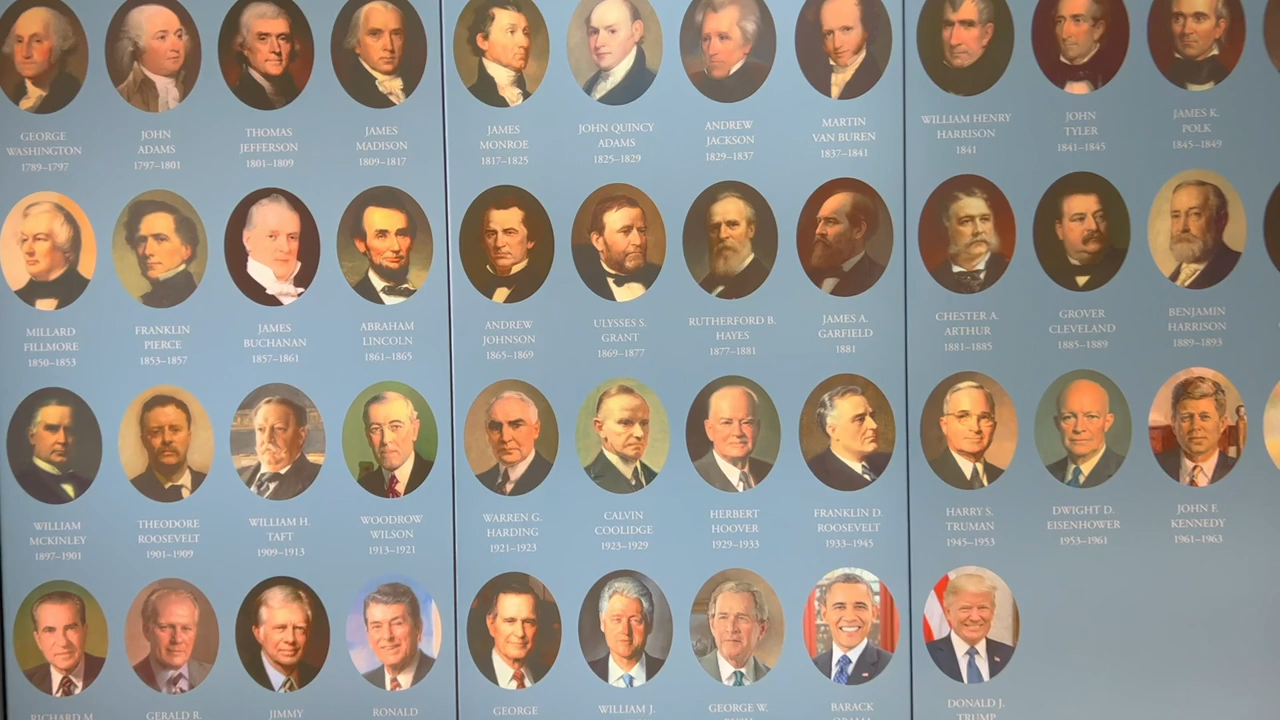 GEORGE
WASHINGTON
1789–1797
JOHN
ADAMS
1797–1801
THOMAS
JEFFERSON
1801–1809
JAMES
MADISON
1809–1817
JAMES
MONROE
1817–1825
JOHN QUINCY
ADAMS
1825–1829
ANDREW
JACKSON
1829–1837
MARTIN
VAN BUREN
1837–1841
WILLIAM HENRY
HARRISON
1841
JOHN
TYLER
1841–1845
JAMES K.
POLK
1845–1849
MILLARD
FILLMORE
1850–1853
FRANKLIN
PIERCE
1853–1857
JAMES
BUCHANAN
1857–1861
ABRAHAM
LINCOLN
1861–1865
ANDREW
JOHNSON
1865–1869
ULYSSES S.
GRANT
1869–1877
RUTHERFORD B.
HAYES
1877–1881
JAMES A.
GARFIELD
1881
CHESTER A.
ARTHUR
1881–1885
GROVER
CLEVELAND
1885–1889
BENJAMIN
HARRISON
1889–1893
WILLIAM
MCKINLEY
1897–1901
THEODORE
ROOSEVELT
1901–1909
WILLIAM H.
TAFT
1909–1913
WOODROW
WILSON
1913–1921
WARREN G.
HARDING
1921–1923
CALVIN
COOLIDGE
1923–1929
HERBERT
HOOVER
1929–1933
FRANKLIN D.
ROOSEVELT
1933–1945
HARRY S.
TRUMAN
1945–1953
DWIGHT D.
EISENHOWER
1953–1961
JOHN F.
KENNEDY
1961–1963
RICHARD M.
GERALD R.
JIMMY
RONALD
GEORGE
WILLIAM J.
GEORGE W.
BARACK
OBAMA
DONALD J.
TRUMP